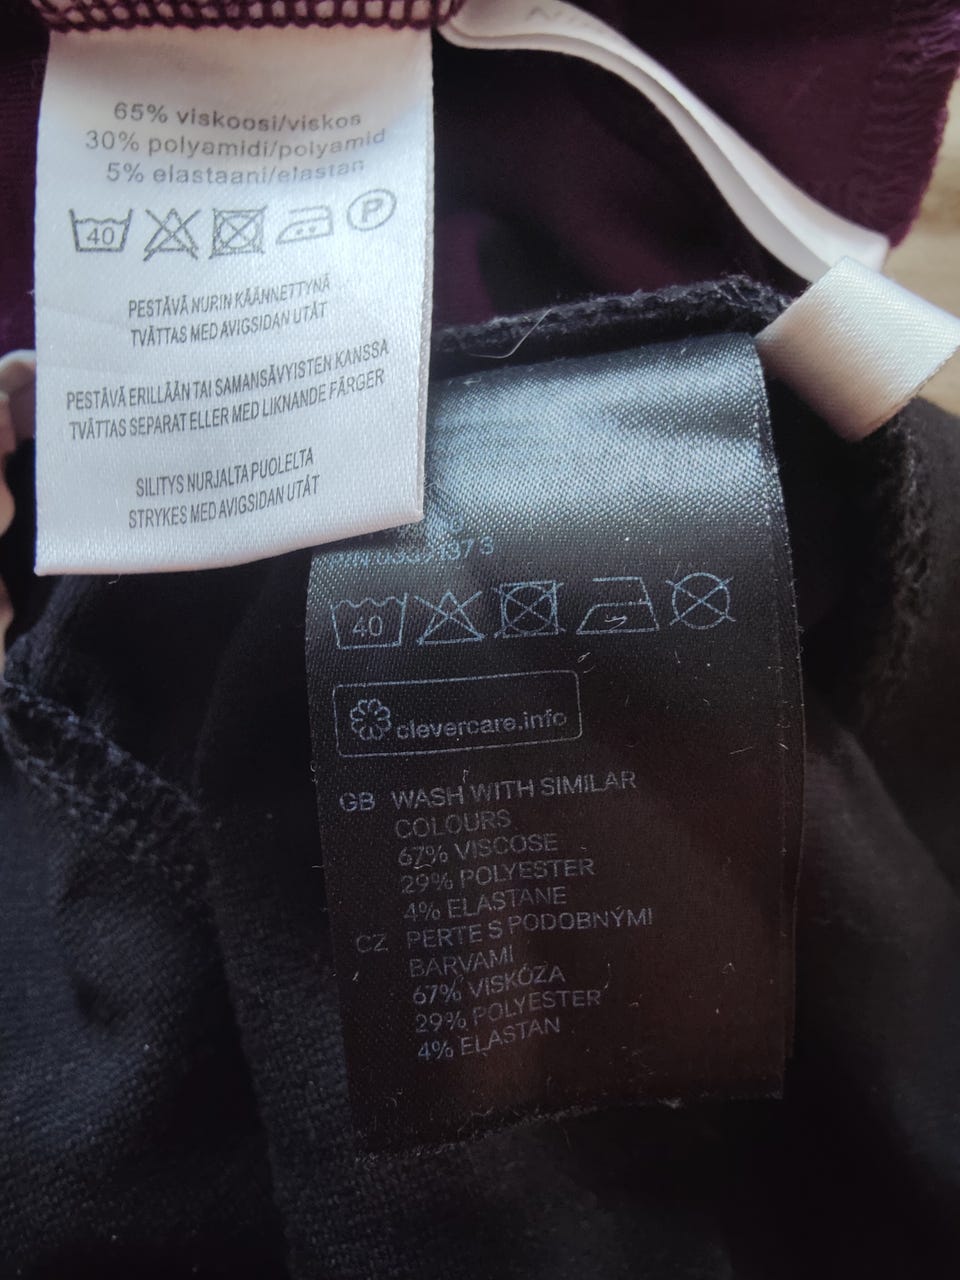 65% viskoosi/viskos
30% polyamidi/polyamid
5% elastaani/elastan
40
P
PESTÄVÄ NURIN KÄÄNNETTYNÄ
TVÄTTAS MED AVIGSIDAN UTÅT
PESTÄVÄ ERILLÄÄN TAI SAMANSÄVYISTEN KANSSA
TVÄTTAS SEPARAT ELLER MED LIKNANDE FÄRGER
SILITYS NURJALTA PUOLELTA
STRYKES MED AVIGSIDAN UTÅT
40
clevercare.info
GB WASH WITH SIMILAR
COLOURS
67% VISCOSE
29% POLYESTER
4% ELASTANE
CZ PERTE S PODOBNÝMI
BARVAMI
67% VISKÓZA
29% POLYESTER
4% ELASTAN